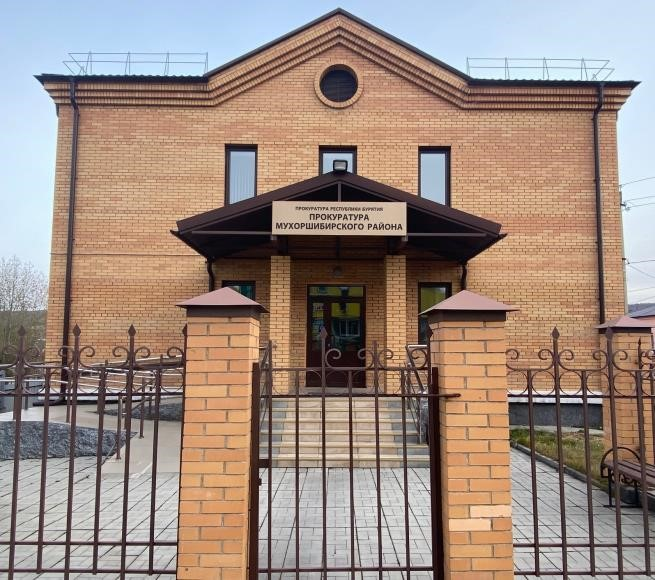 ПРОКУРАТУРА РЕСПУБЛИКИ БУРЯТИЯ
ПРОКУРАТУРА
МУХОРШИБИРСКОГО РАЙОНА